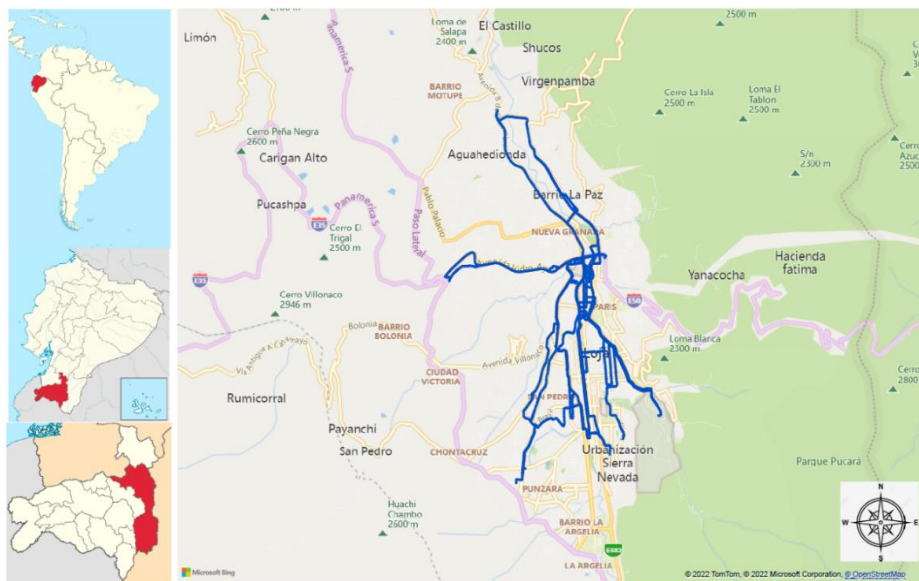 2700 m
Limón
Panamerica S
Loma de
Salapa
2400 m
El Castillo
Shucos
Virgenpamba
BARRIO
MOTUPE
2500 m
Cerro La Isla
2500 m
Loma El
Tablon
2500 m
S/n
2300 m
Cerro
2500
Cerro Peña Negra
2600 m
Carigan Alto
Aguahedionda
Pucashpa
E35
Panamerica S
Pablo Palacio
Paso Lateral
Barrio La Paz
NUEVA GRANADA
Cerro El
Trigal
2500 m
E35
Yanacocha
Hacienda
fatima
E50
PARIS
Cerro Villonaco
2946 m
Bolonia
BARRIO
BOLONIA
Loma Blanca
2300 m
Loja
Avenida Villonaco
CIUDAD
VICTORIA
Cerro
2800
Rumicorral
SAN PEDRO
Payanchi
San Pedro
CHONTACRUZ
Urbanización
Sierra
Nevada
Parque Pucará
PUNZARA
Huachi
Chambo
2600 m
BARRIO LA
ARGELIA
LA ARGELIA
E682
N
W
E
S
Microsoft Bing
© 2022 TomTom, © 2022 Microsoft Corporation, © OpenStreetMap